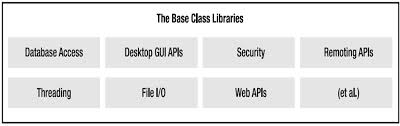 The Base Class Libraries
Database Access
Desktop GUI APIs
Security
Remoting APIs
Threading
File I/O
Web APIs
(et al.)